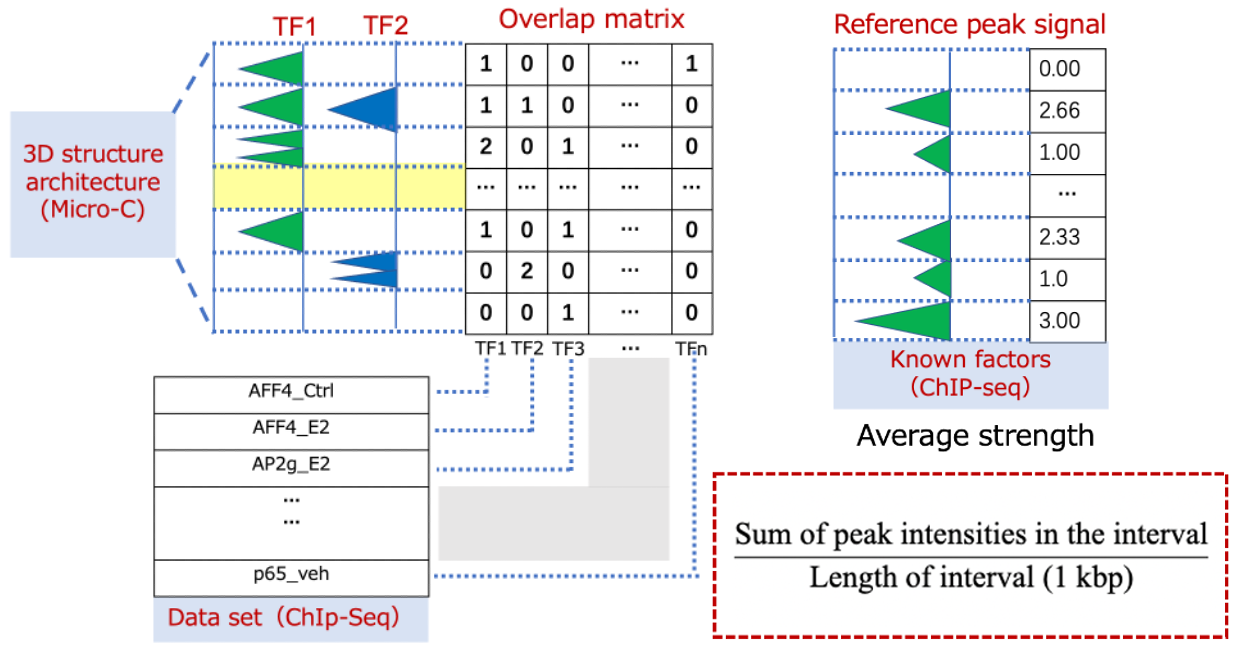 TF1 TF2 Overlap matrix
Reference peak signal
1 0 0 ... 1
1 1 0 ... 0
2 0 1 ... 0
... ... ... ... ...
1 0 1 ... 0
0 2 0 ... 0
0 0 1 ... 0
TF1 TF2 TF3 ... TFn
3D structure
architecture
(Micro-C)
0.00
2.66
1.00
...
2.33
1.0
3.00
Known factors
(ChIP-seq)
Average strength
AFF4_Ctrl
AFF4_E2
AP2g_E2
...
...
p65_veh
Data set (ChIp-Seq)
Sum of peak intensities in the interval
Length of interval (1 kbp)